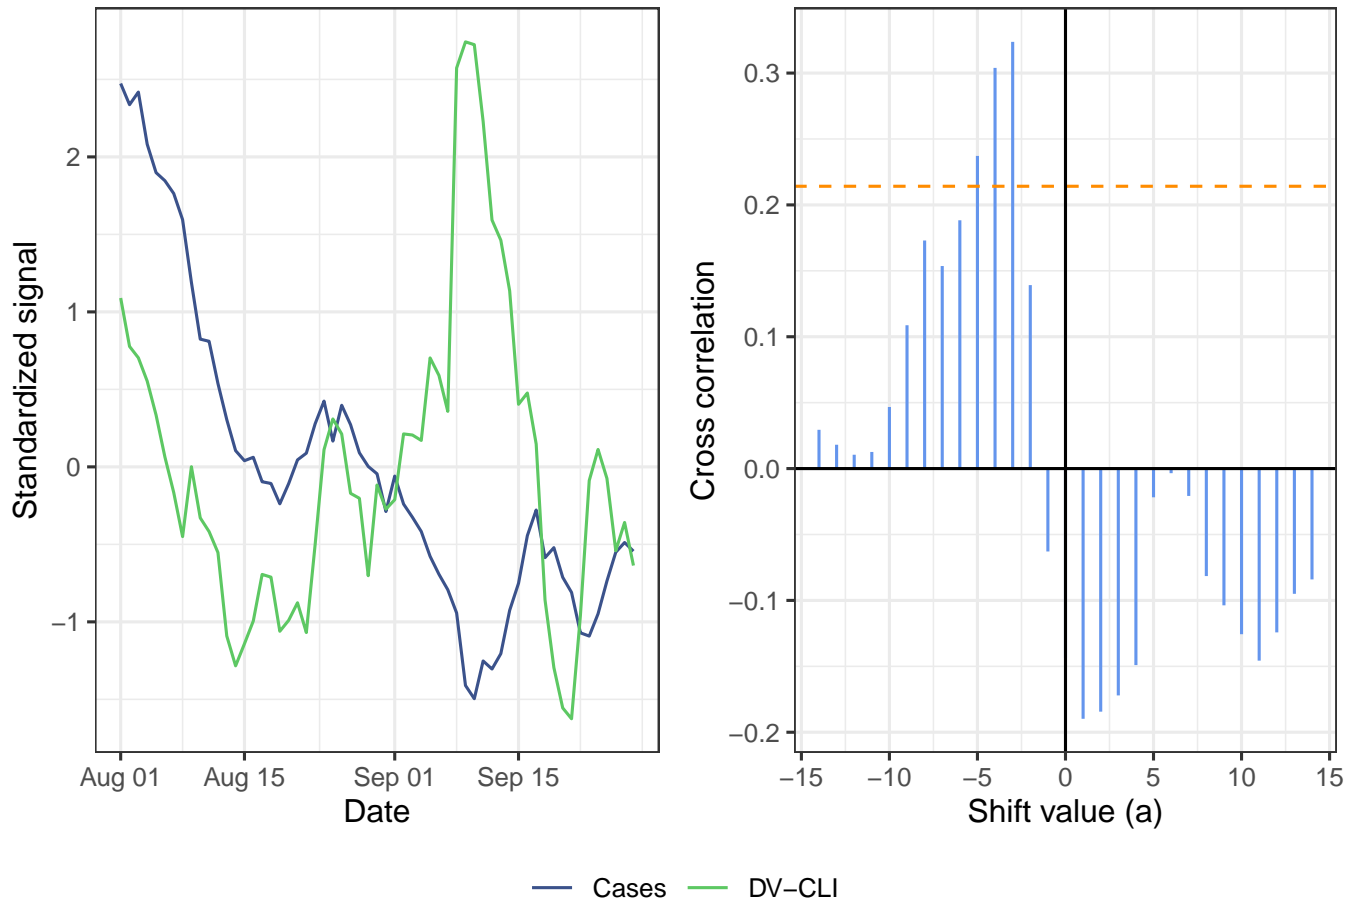 Standardized signal
2
1
0
−1
Aug 01 Aug 15 Sep 01 Sep 15
Date
Cross correlation
0.3
0.2
0.1
0.0
−0.1
−0.2
−15 −10 −5 0 5 10 15
Shift value (a)
Cases DV−CLI